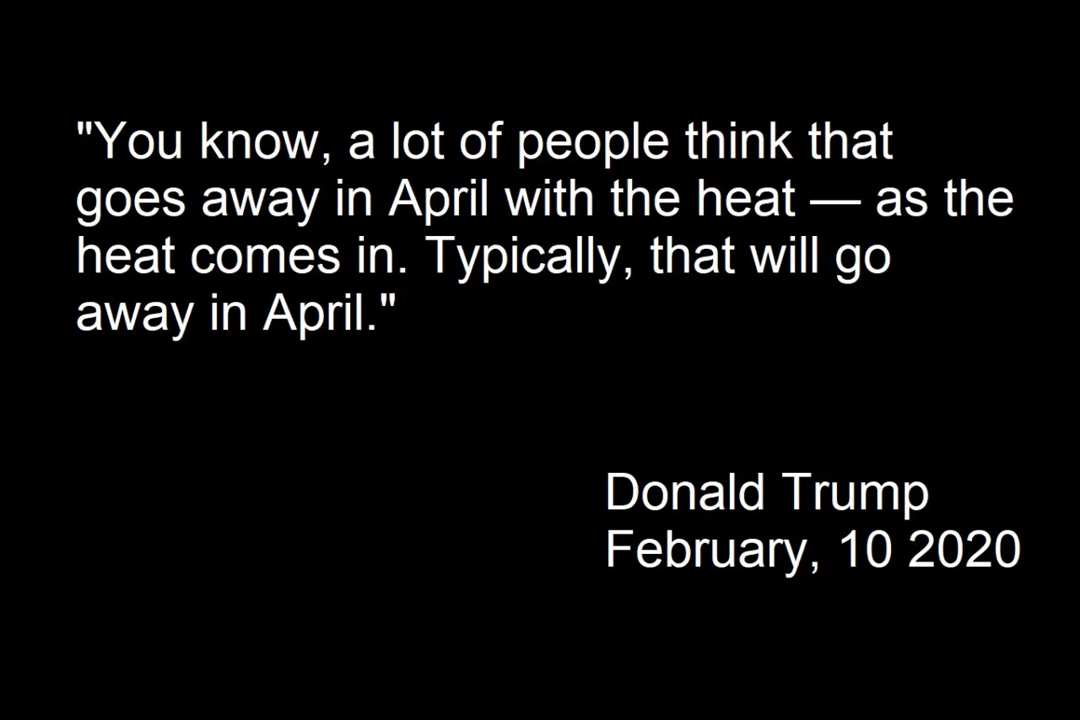 "You know, a lot of people think that
goes away in April with the heat — as the
heat comes in. Typically, that will go
away in April."
Donald Trump
February, 10 2020